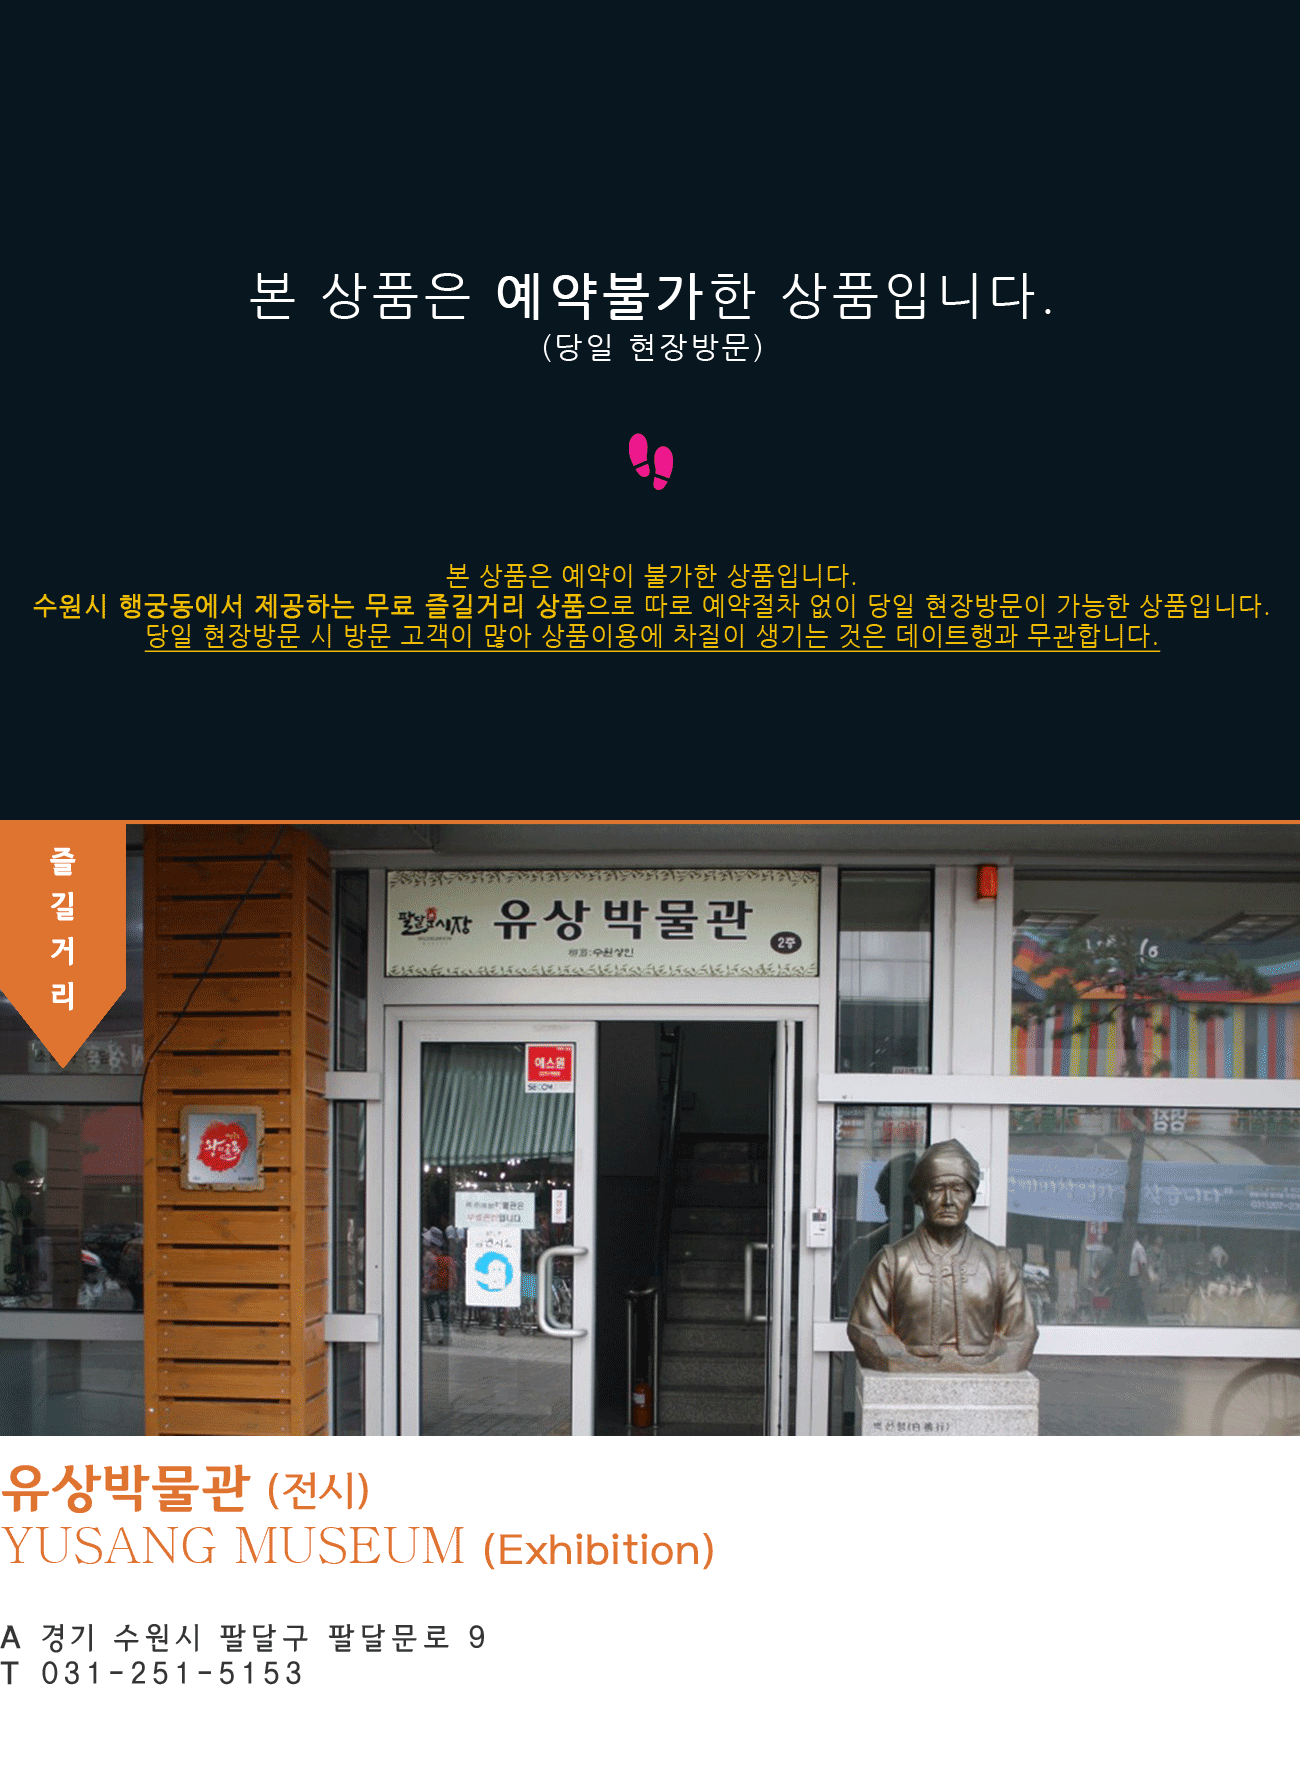 본 상품은 예약불가한 상품입니다.
(당일 현장방문)
본 상품은 예약이 불가한 상품입니다.
수원시 행궁동에서 제공하는 무료 즐길거리 상품으로 따로 예약절차 없이 당일 현장방문이 가능한 상품입니다.
당일 현장방문 시 방문 고객이 많아 상품이용에 차질이 생기는 것은 데이트행과 무관합니다.
즐
길
거
리
팔달문시장
유상박물관
2층
에스원
SECOM
유상박물관 (전시)
YUSANG MUSEUM (Exhibition)
A 경기 수원시 팔달구 팔달문로 9
T 031-251-5153